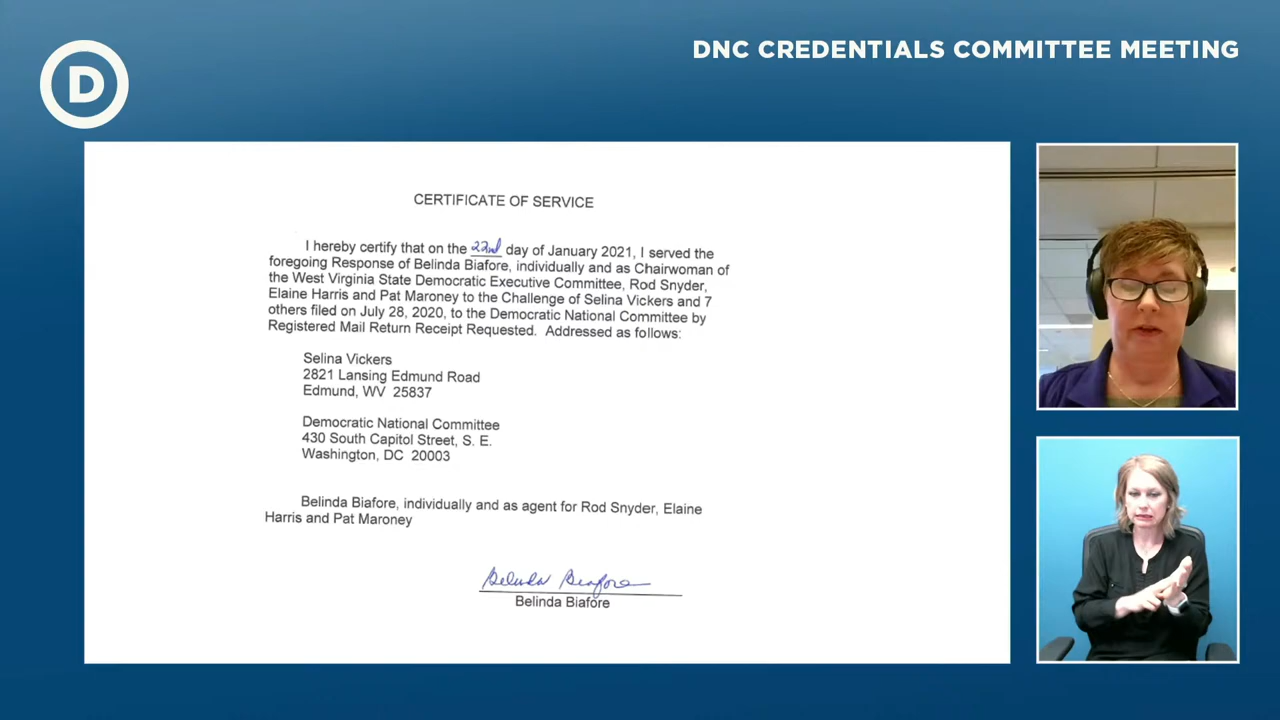 DNC CREDENTIALS COMMITTEE MEETING
D
CERTIFICATE OF SERVICE
I hereby certify that on the 22nd day of January 2021, I served the
foregoing Response of Belinda Biafore, individually and as Chairwoman of
the West Virginia State Democratic Executive Committee, Rod Snyder,
Elaine Harris and Pat Maroney to the Challenge of Selina Vickers and 7
others filed on July 28, 2020, to the Democratic National Committee by
Registered Mail Return Receipt Requested.  Addressed as follows:
Selina Vickers
2821 Lansing Edmund Road
Edmund, WV  25837
Democratic National Committee
430 South Capitol Street, S. E.
Washington, DC  20003
Belinda Biafore, individually and as agent for Rod Snyder, Elaine
Harris and Pat Maroney
Belinda Biafore
Belinda Biafore